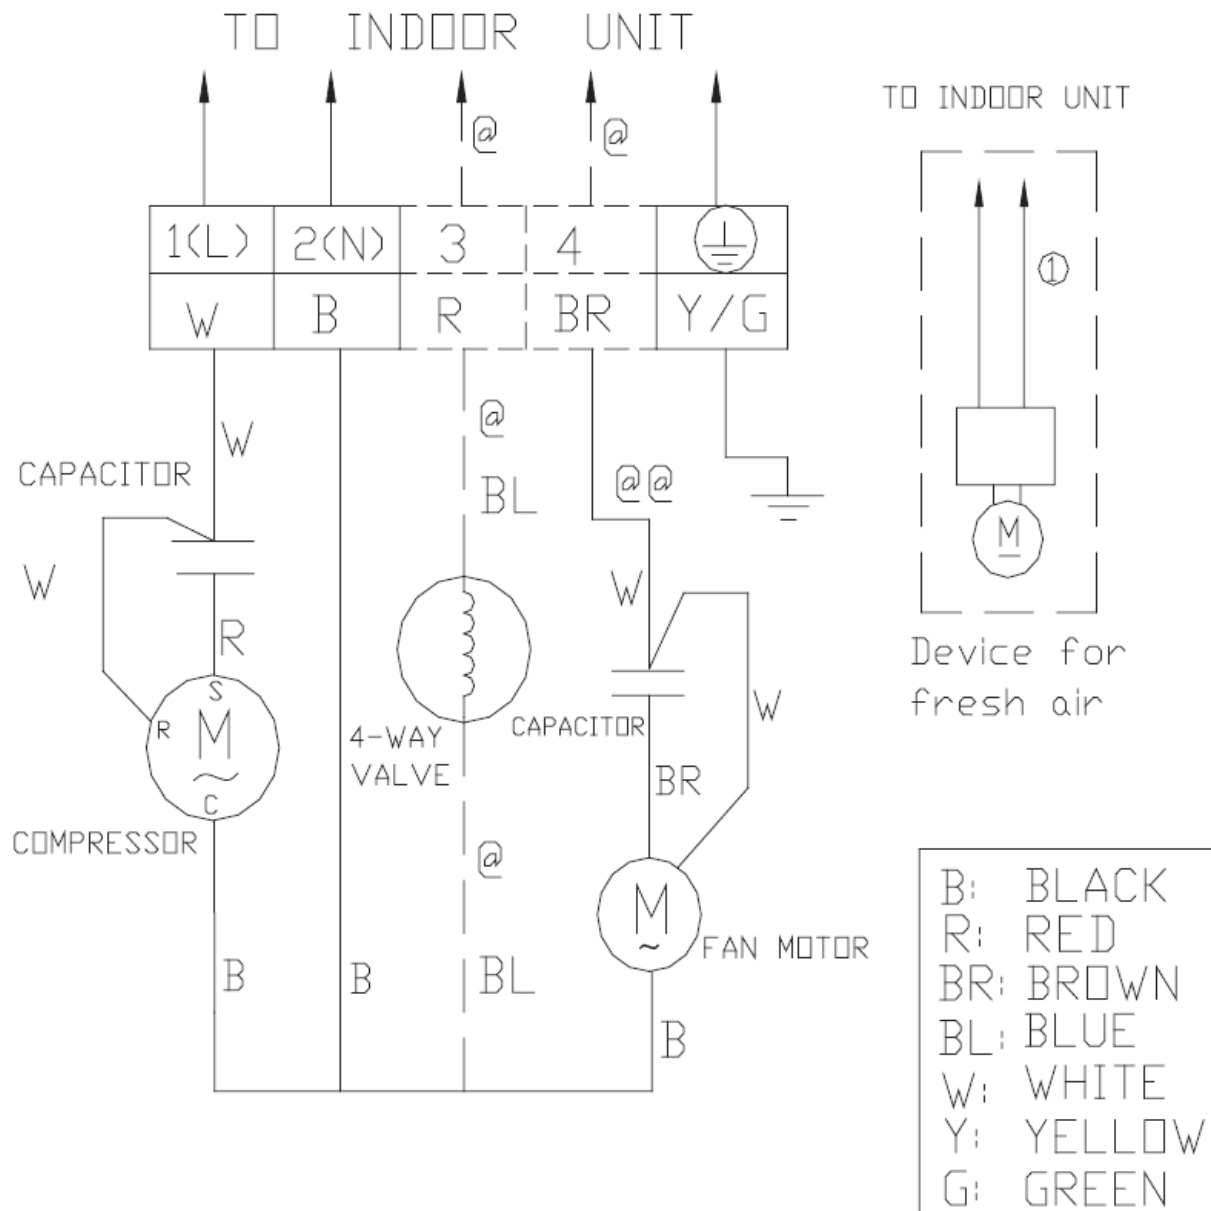 TO INDOOR UNIT
TO INDOOR UNIT
@ @
1(L) 2(N) 3 4
W B R BR Y/G
1
@
W
@@
CAPACITOR
BL
M
W
W
R
Device for
fresh air
S
R
M
~
C
4-WAY
VALVE
CAPACITOR
W
BR
COMPRESSOR
@
M
~
FAN MOTOR
B
B
BL
B
B: BLACK
R: RED
BR: BROWN
BL: BLUE
W: WHITE
Y: YELLOW
G: GREEN